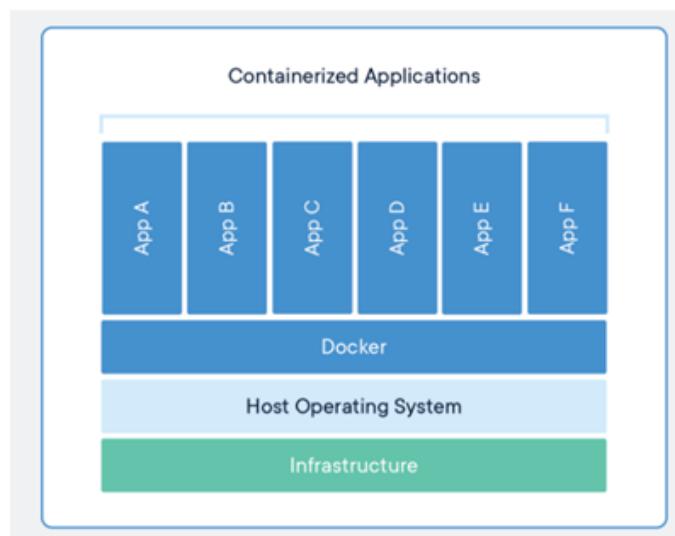 Containerized Applications
App A
App B
App C
App D
App E
App F
Docker
Host Operating System
Infrastructure